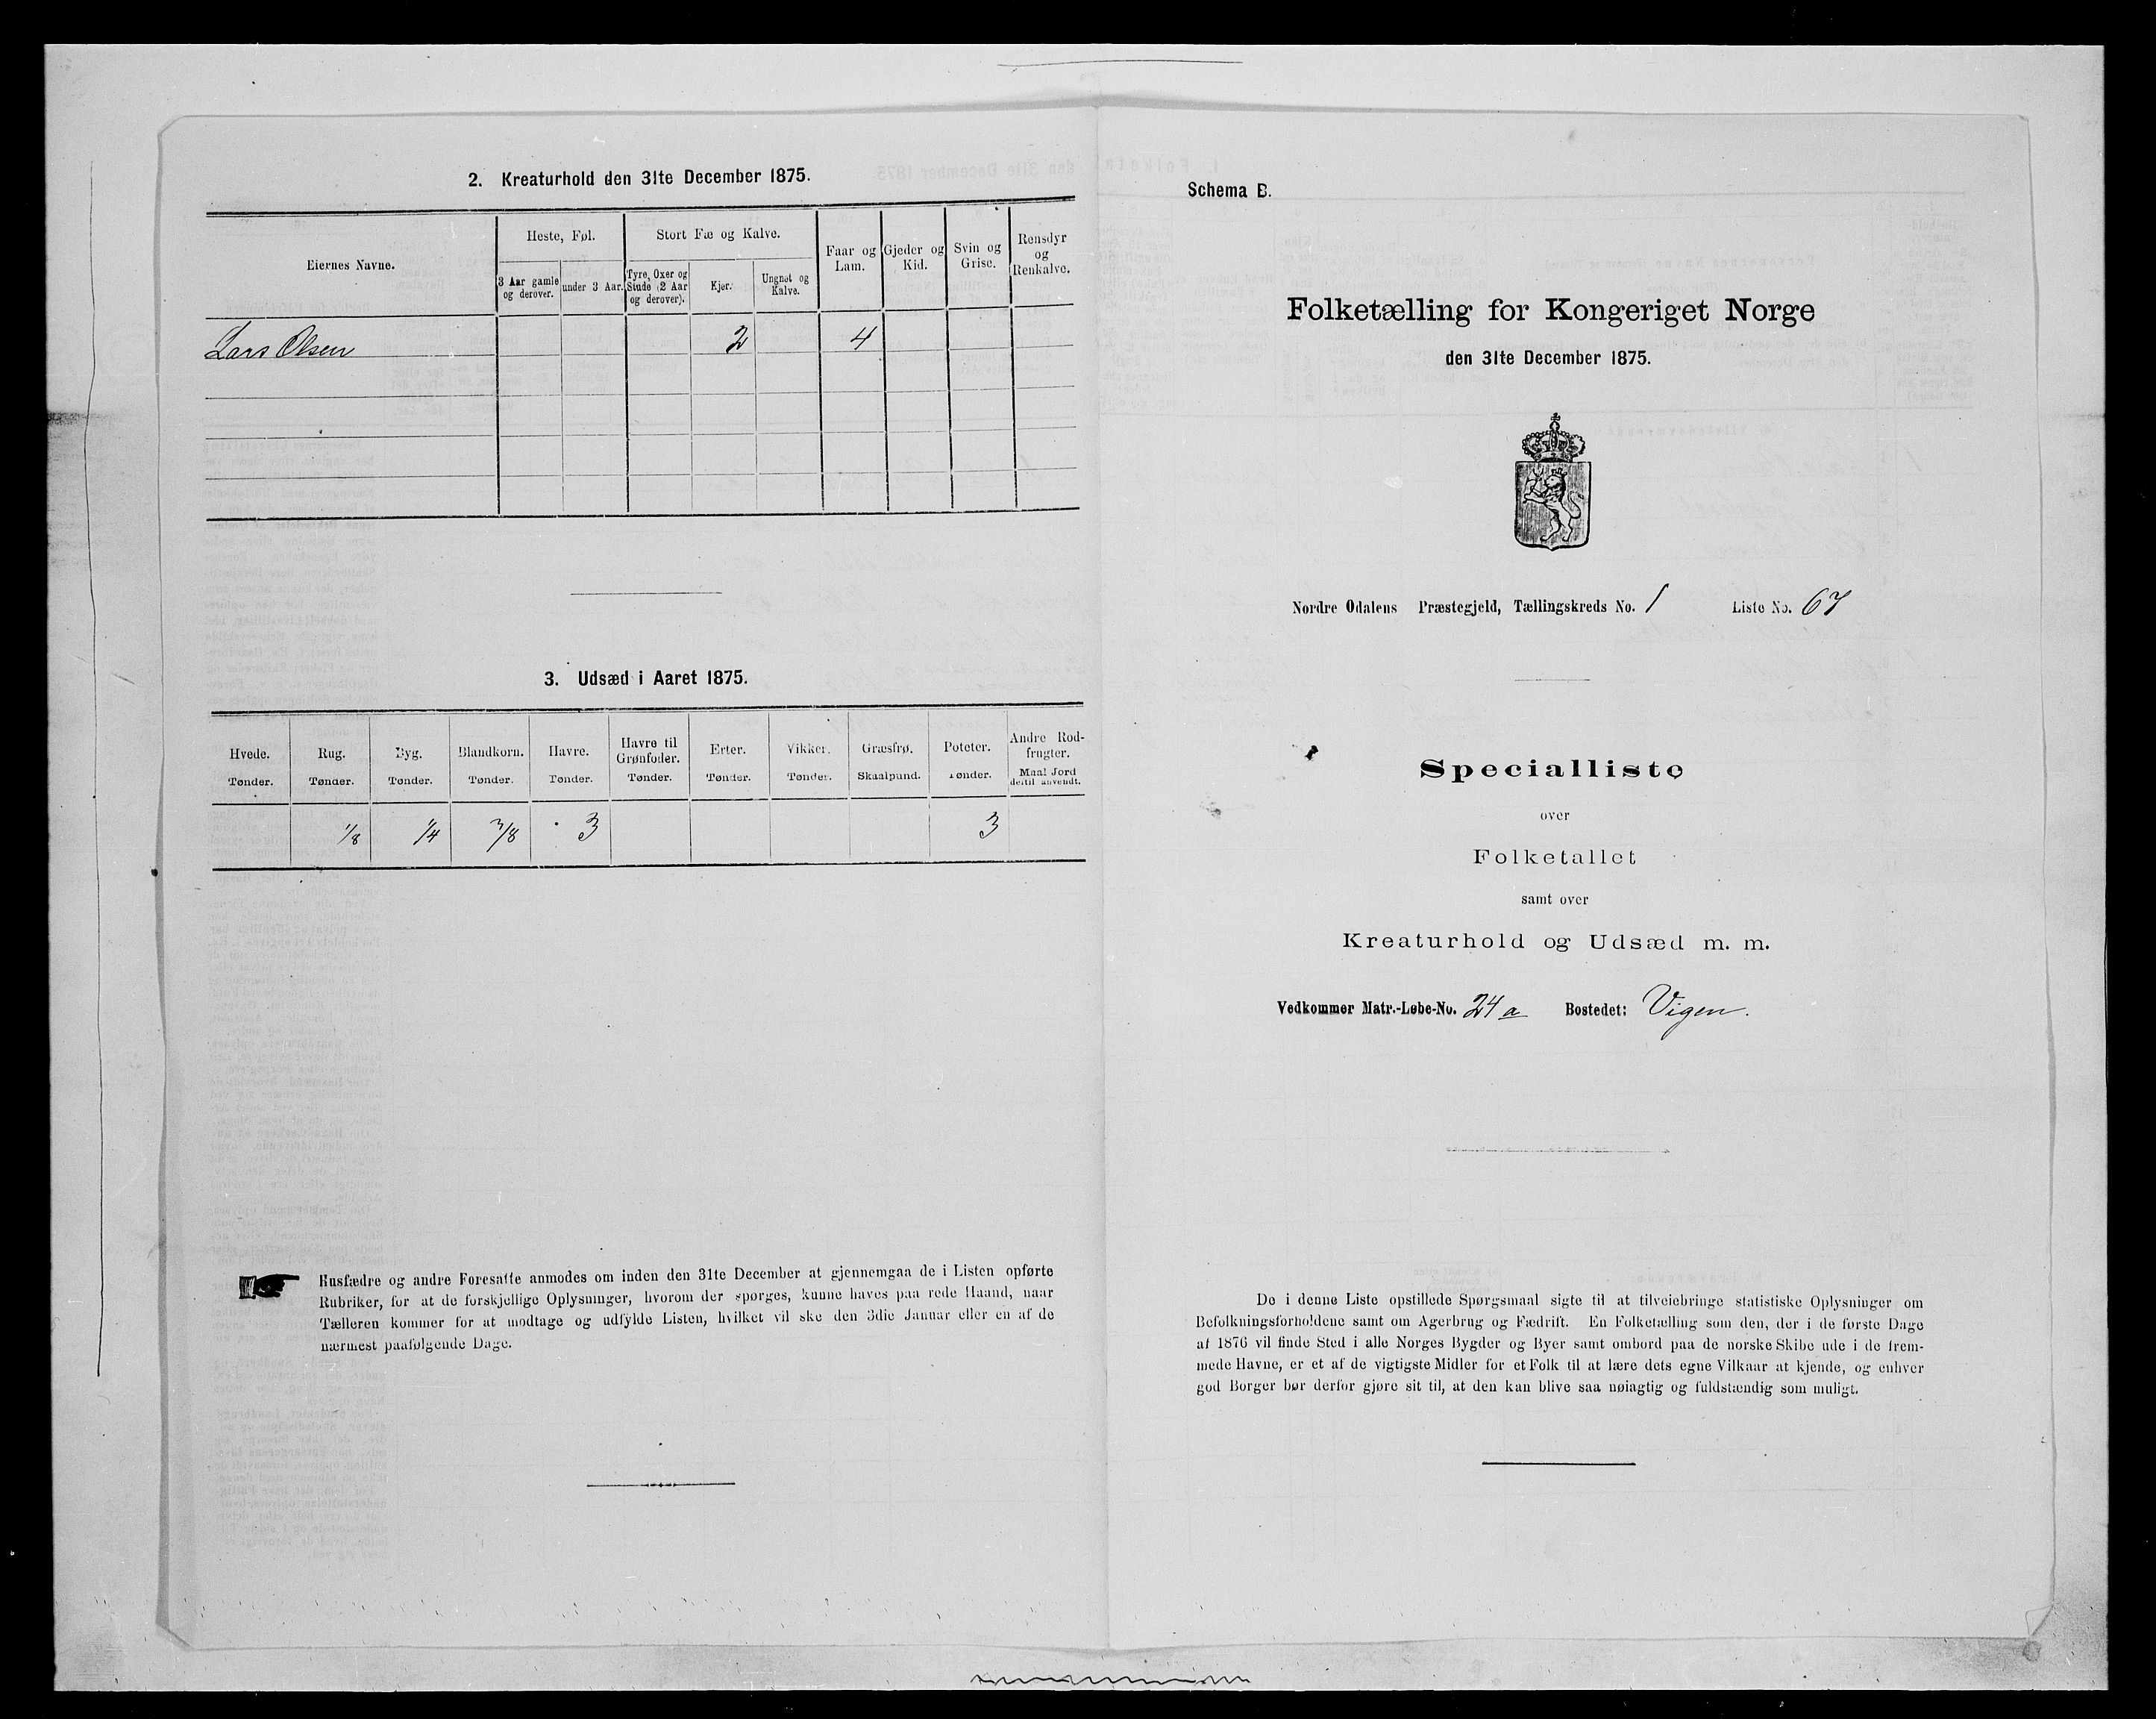 2. Kreaturhold den 31te December 1875.
Eiernes Navne.
Heste, Føl.
Stort Fæ og Kalve.
Faar og Lam.
Gjeder og Kid.
Svin og Grise.
Rensdyr og Renkalve.
3 Aar gamle og derover.
under 3 Aar.
Tyre, Oxer og Stude (2 Aar og derover).
Kjør.
Ungnøt og Kalve.
Lars Olsen 2 4
3. Udsæd i Aaret 1875.
Hvede. Rug. Byg. Blandkorn. Havre. Havre til Grønfoder. Erter. Vikker. Græsfrø. Poteter. Andre Rodfrugter.
Tønder. Tønder. Tønder. Tønder. Tønder. Tønder. Tønder. Tønder. Skaalpund. Tønder. Maal Jord dertil anvendt.
1/8 1/4 3/8 3 3
Husfædre og andre Foresatte anmodes om inden den 31te December at gjennemgaa de i Listen opførte
Rubriker, for at de forskjellige Oplysninger, hvorom der spørges, kunne haves paa rede Haand, naar
Tælleren kommer for at modtage og udfylde Listen, hvilket vil ske den 3die Januar eller en af de
nærmest paafølgende Dage.
Schema B.
Folketælling for Kongeriget Norge
den 31te December 1875.
Nordre Odalens Præstegjeld, Tællingskreds No. 1 Liste No. 67
Specialliste
over
Folketallet
samt over
Kreaturhold og Udsæd m. m.
Vedkommer Matr.-Løbe-No. 24a Bostedet: Vigen.
De i denne Liste opstillede Spørgsmaal sigte til at tilveiebringe statistiske Oplysninger om
Befolkningsforholdene samt om Agerbrug og Fædrift. En Folketælling som den, der i de første Dage
af 1876 vil finde Sted i alle Norges Bygder og Byer samt ombord paa de norske Skibe ude i de frem-
mede Havne, er et af de vigtigste Midler for et Folk til at lære dets egne Vilkaar at kjende, og enhver
god Borger bør derfor gjøre sit til, at den kan blive saa nøiagtig og fuldstændig som muligt.